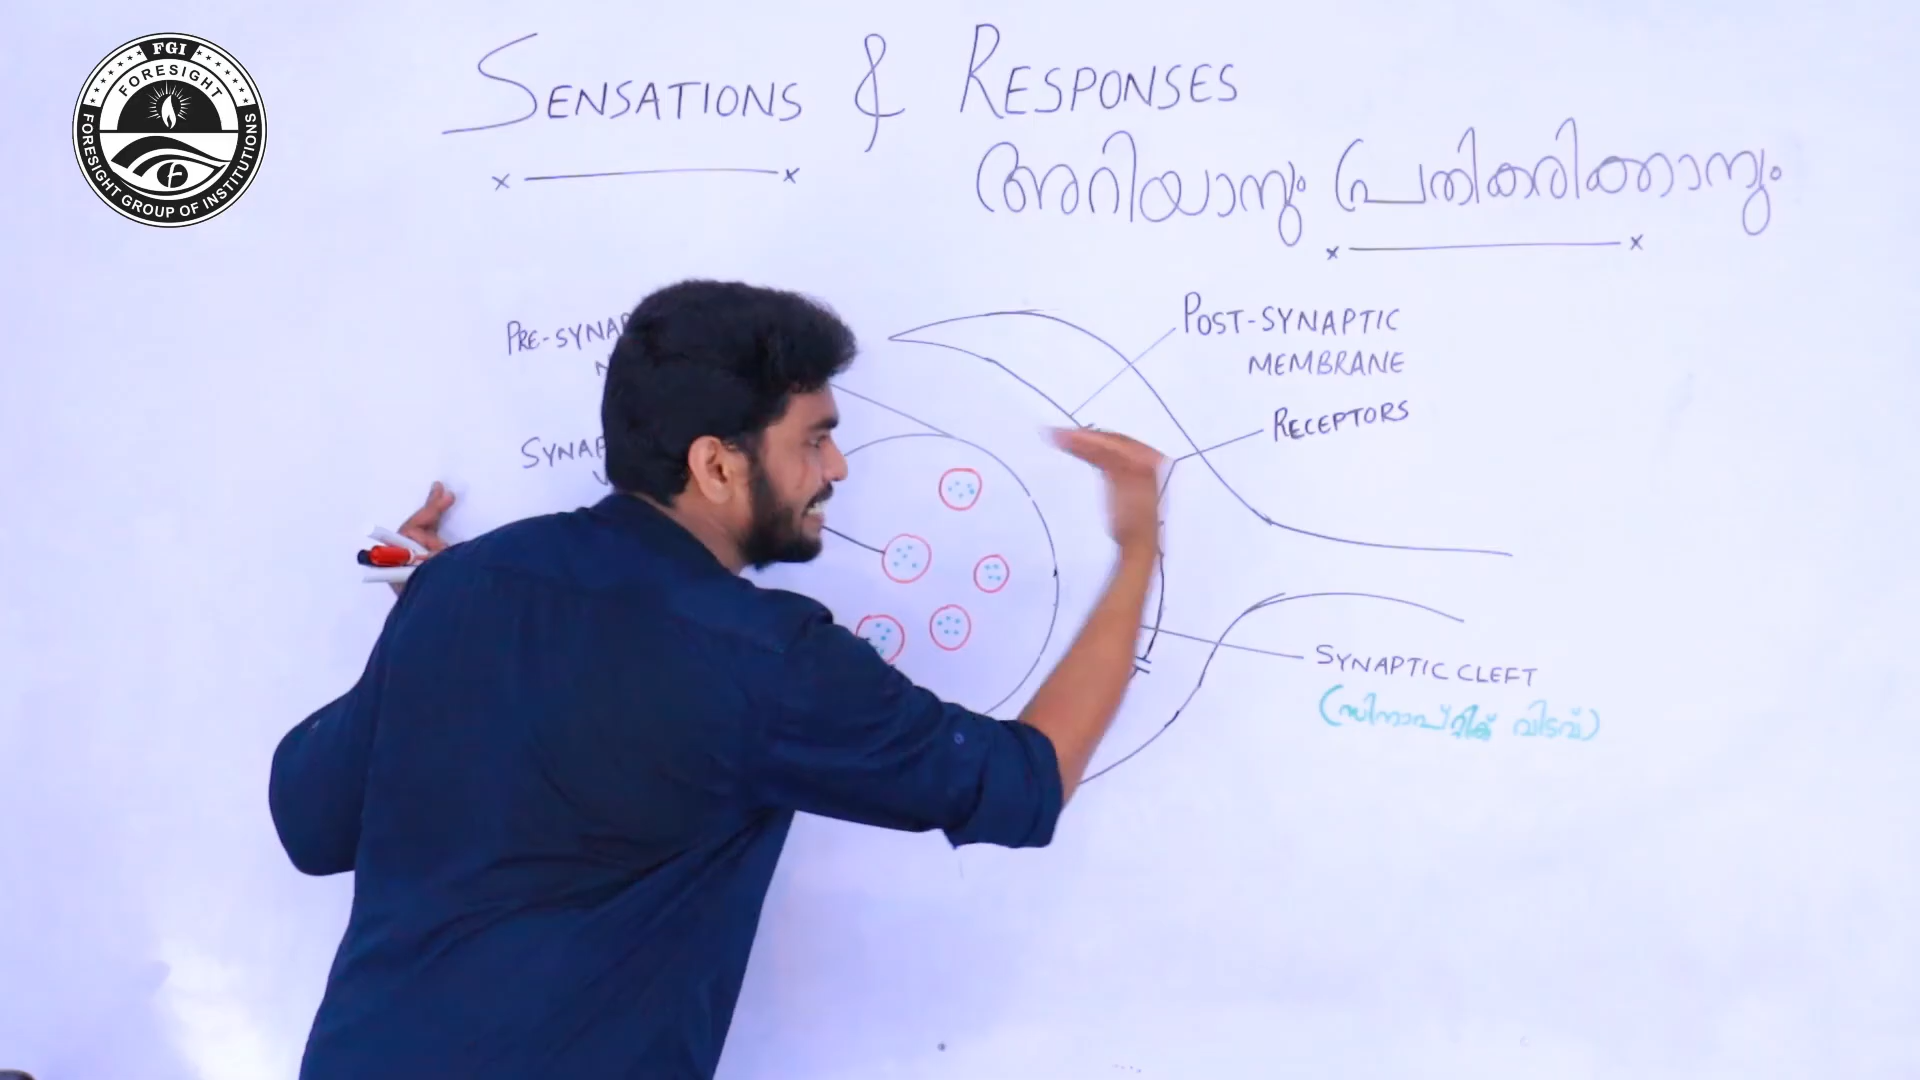 FGI
FORESIGHT
FORESIGHT GROUP OF INSTITUTIONS
SENSATIONS & RESPONSES
അറിയാനും പ്രതികരിക്കാനും
PRE-SYNAP
POST-SYNAPTIC
MEMBRANE
RECEPTORS
SYNAP
SYNAPTIC CLEFT
(സിനാപ്റ്റിക് വിടവ്)